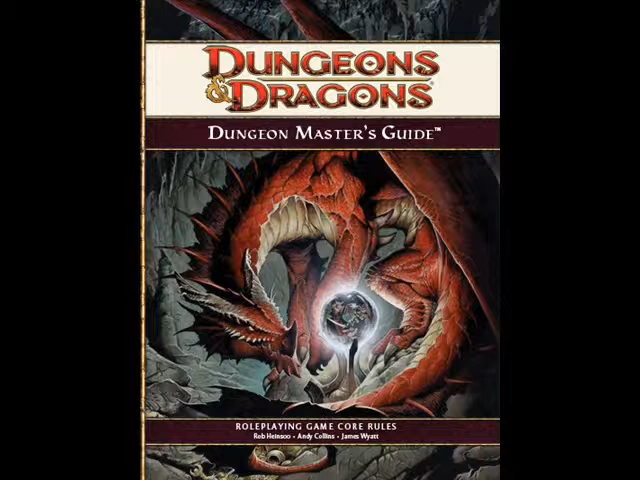 DUNGEONS
& DRAGONS®
DUNGEON MASTER'S GUIDE™
ROLEPLAYING GAME CORE RULES
Rob Heinsoo • Andy Collins • James Wyatt